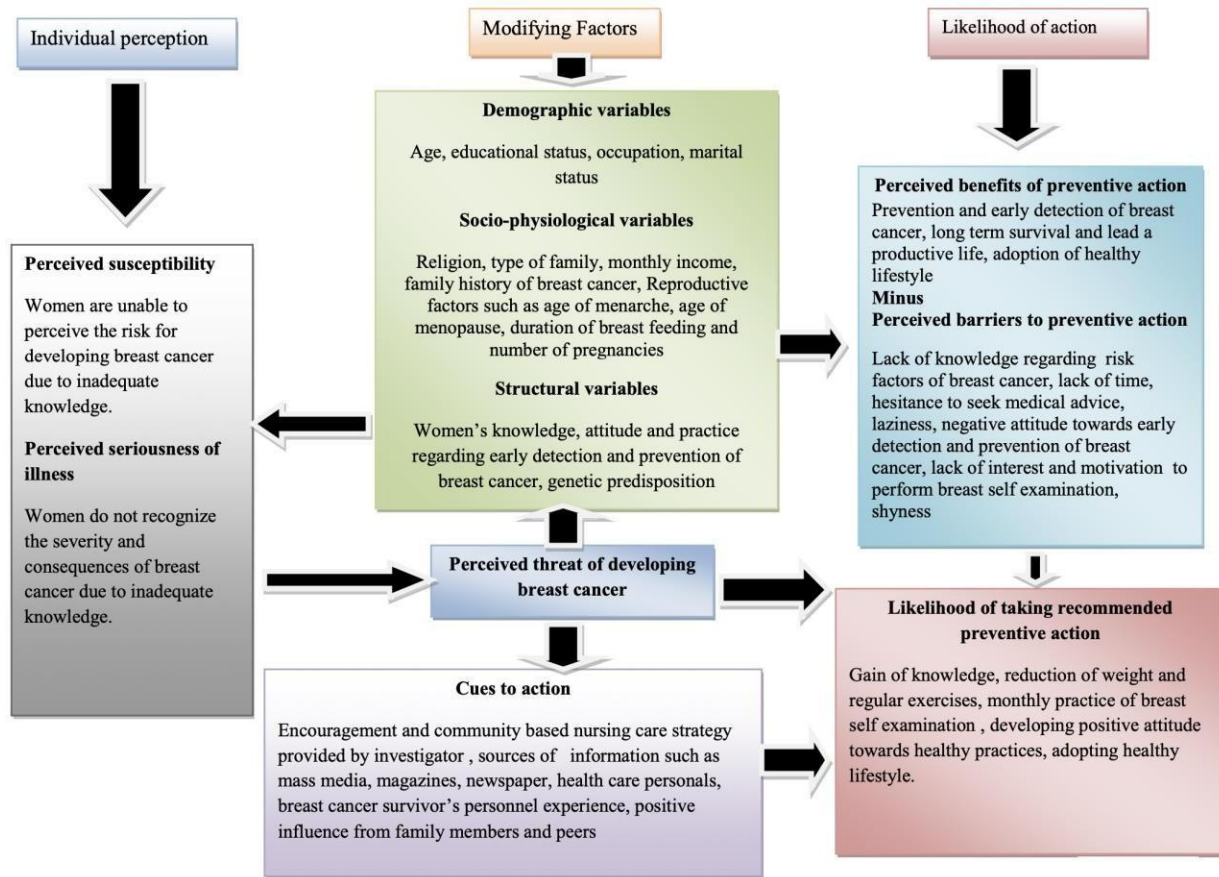 Individual perception
Modifying Factors
Likelihood of action
Demographic variables
Age, educational status, occupation, marital
status
Socio-physiological variables
Religion, type of family, monthly income,
family history of breast cancer, Reproductive
factors such as age of menarche, age of
menopause, duration of breast feeding and
number of pregnancies
Structural variables
Women’s knowledge, attitude and practice
regarding early detection and prevention of
breast cancer, genetic predisposition
Perceived susceptibility
Women are unable to
perceive the risk for
developing breast cancer
due to inadequate
knowledge.
Perceived seriousness of
illness
Women do not recognize
the severity and
consequences of breast
cancer due to inadequate
knowledge.
Perceived benefits of preventive action
Prevention and early detection of breast
cancer, long term survival and lead a
productive life, adoption of healthy
lifestyle
Minus
Perceived barriers to preventive action
Lack of knowledge regarding risk
factors of breast cancer, lack of time,
hesitance to seek medical advice,
laziness, negative attitude towards early
detection and prevention of breast
cancer, lack of interest and motivation to
perform breast self examination,
shyness
Perceived threat of developing
breast cancer
Cues to action
Encouragement and community based nursing care strategy
provided by investigator , sources of information such as
mass media, magazines, newspaper, health care personals,
breast cancer survivor’s personnel experience, positive
influence from family members and peers
Likelihood of taking recommended
preventive action
Gain of knowledge, reduction of weight and
regular exercises, monthly practice of breast
self examination , developing positive attitude
towards healthy practices, adopting healthy
lifestyle.